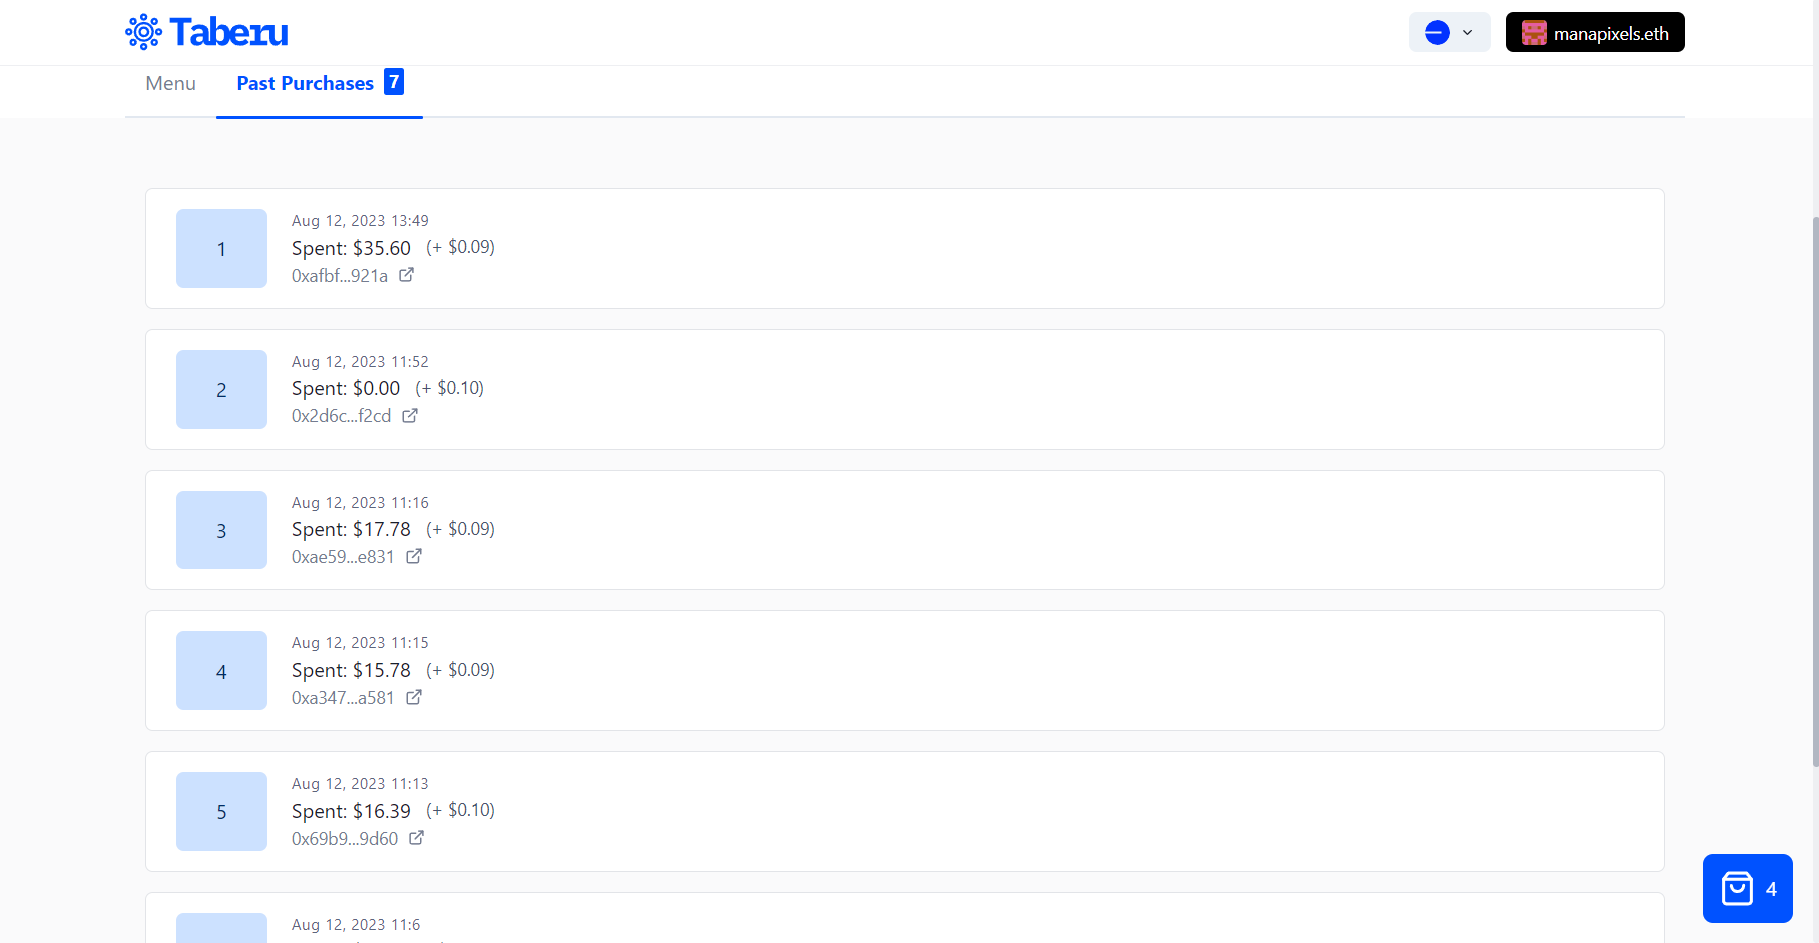 Taberu
manapixels.eth
Menu Past Purchases 7
1
Aug 12, 2023 13:49
Spent: $35.60 (+ $0.09)
0xafbf...921a
2
Aug 12, 2023 11:52
Spent: $0.00 (+ $0.10)
0x2d6c...f2cd
3
Aug 12, 2023 11:16
Spent: $17.78 (+ $0.09)
0xae59...e831
4
Aug 12, 2023 11:15
Spent: $15.78 (+ $0.09)
0xa347...a581
5
Aug 12, 2023 11:13
Spent: $16.39 (+ $0.10)
0x69b9...9d60
Aug 12, 2023 11:6
4